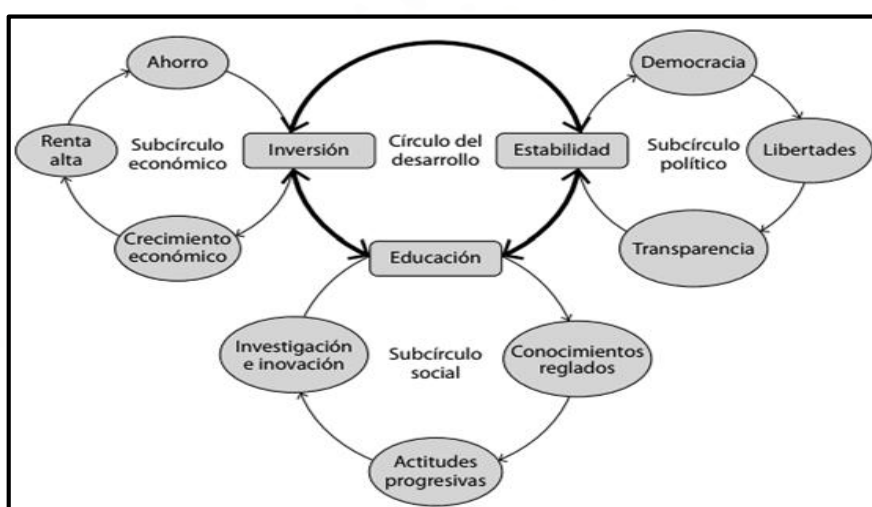 Ahorro
Renta
alta
Subcírculo
económico
Inversión
Crecimiento
económico
Círculo del
desarrollo
Estabilidad
Democracia
Subcírculo
político
Libertades
Transparencia
Educación
Investigación
e inovación
Subcírculo
social
Conocimientos
reglados
Actitudes
progresivas